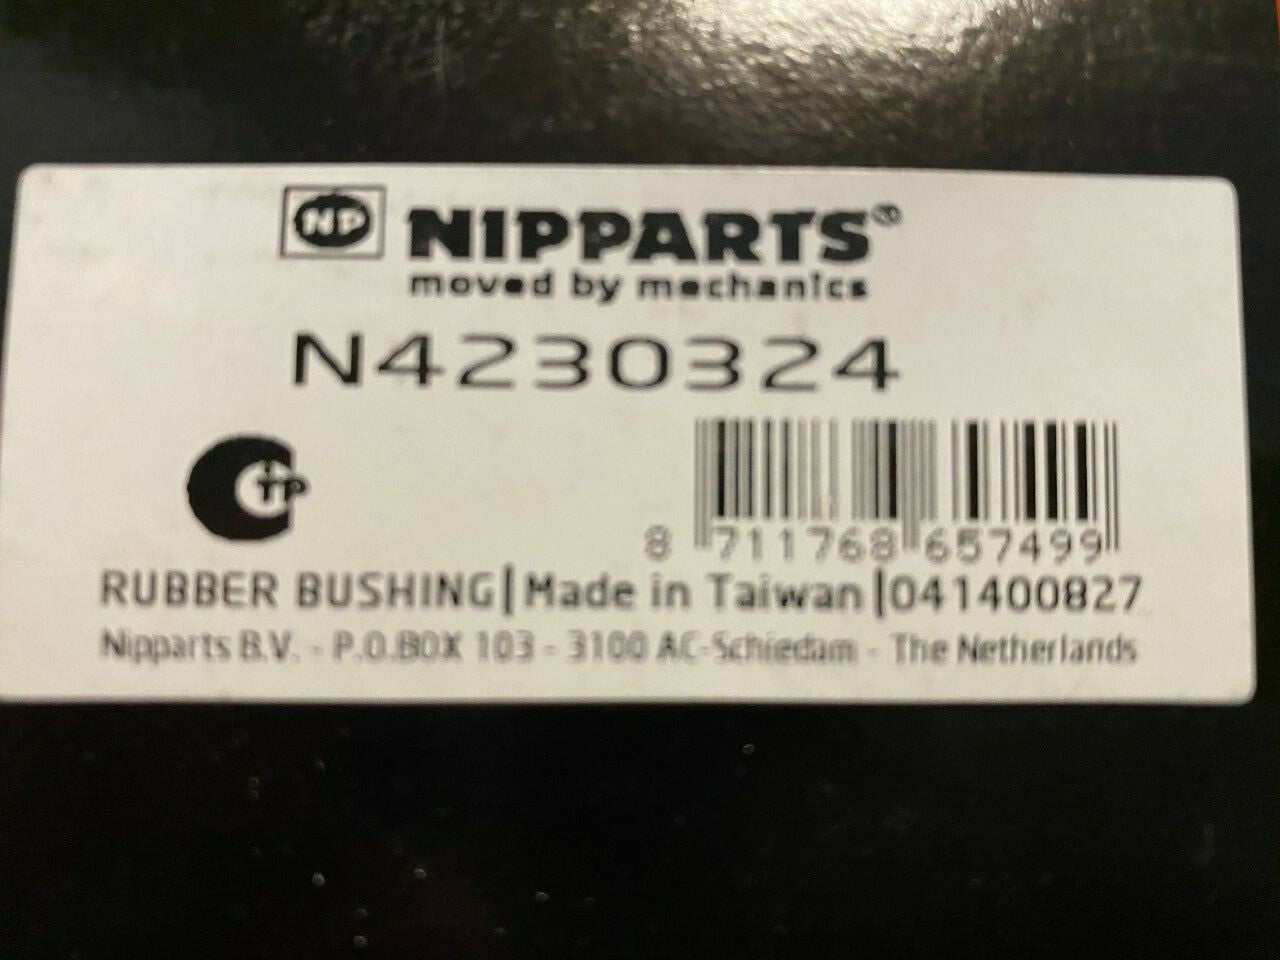 NP NIPPARTS®
moved by mechanics
N4230324
TP
8 711768 657499
RUBBER BUSHING|Made in Taiwan|041400827
Nipparts B.V. - P.O.BOX 103 - 3100 AC-Schiedam - The Netherlands